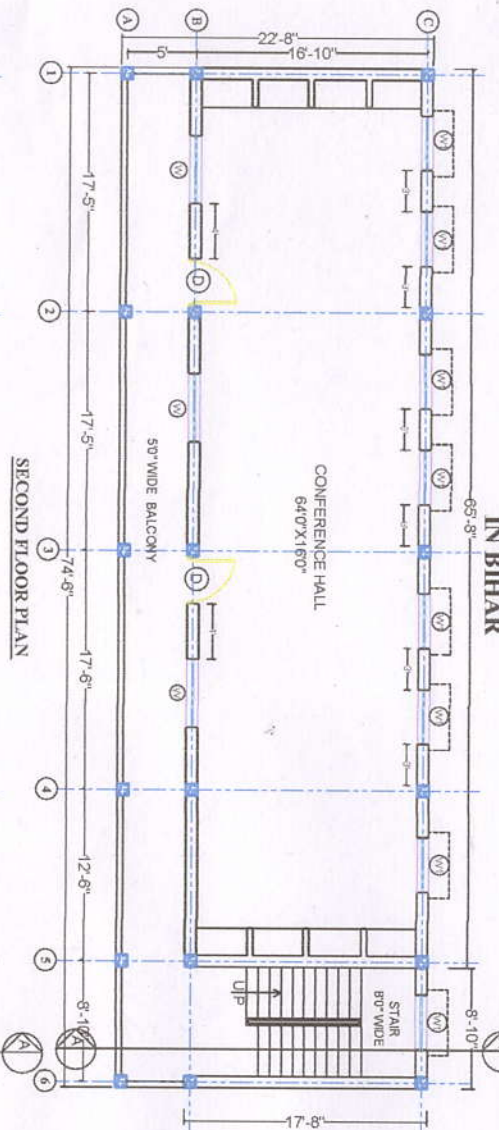 IN BIHAR
A
B
C
22'-8"
5'
16'-10"
1
2
3
4
5
6
17'-5"
17'-5"
17'-6"
12'-6"
8'-10"
74'-6"
65'-8"
8'-10"
17'-8"
W
W
W
W
W
W
W
W
W
W
W
D
D
CONFERENCE HALL
64'0"X16'0"
5'0" WIDE BALCONY
STAIR
8'0" WIDE
UP
A
A
SECOND FLOOR PLAN